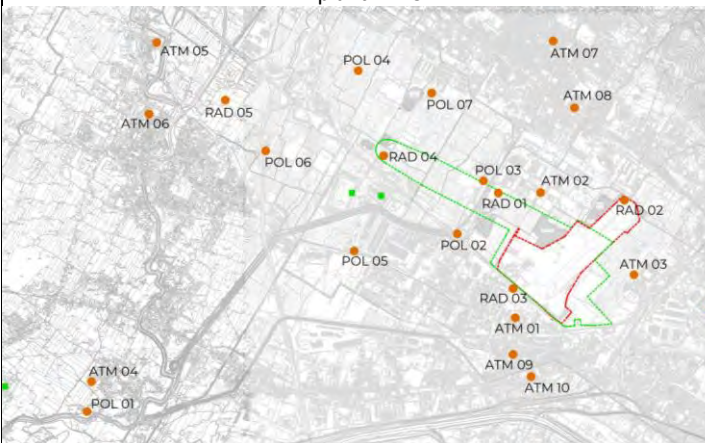 ATM 05
ATM 07
POL 04
POL 07
ATM 08
RAD 05
ATM 06
POL 06
RAD 04
POL 03
ATM 02
RAD 01
RAD 02
POL 02
POL 05
ATM 03
RAD 03
ATM 01
ATM 09
ATM 10
ATM 04
POL 01